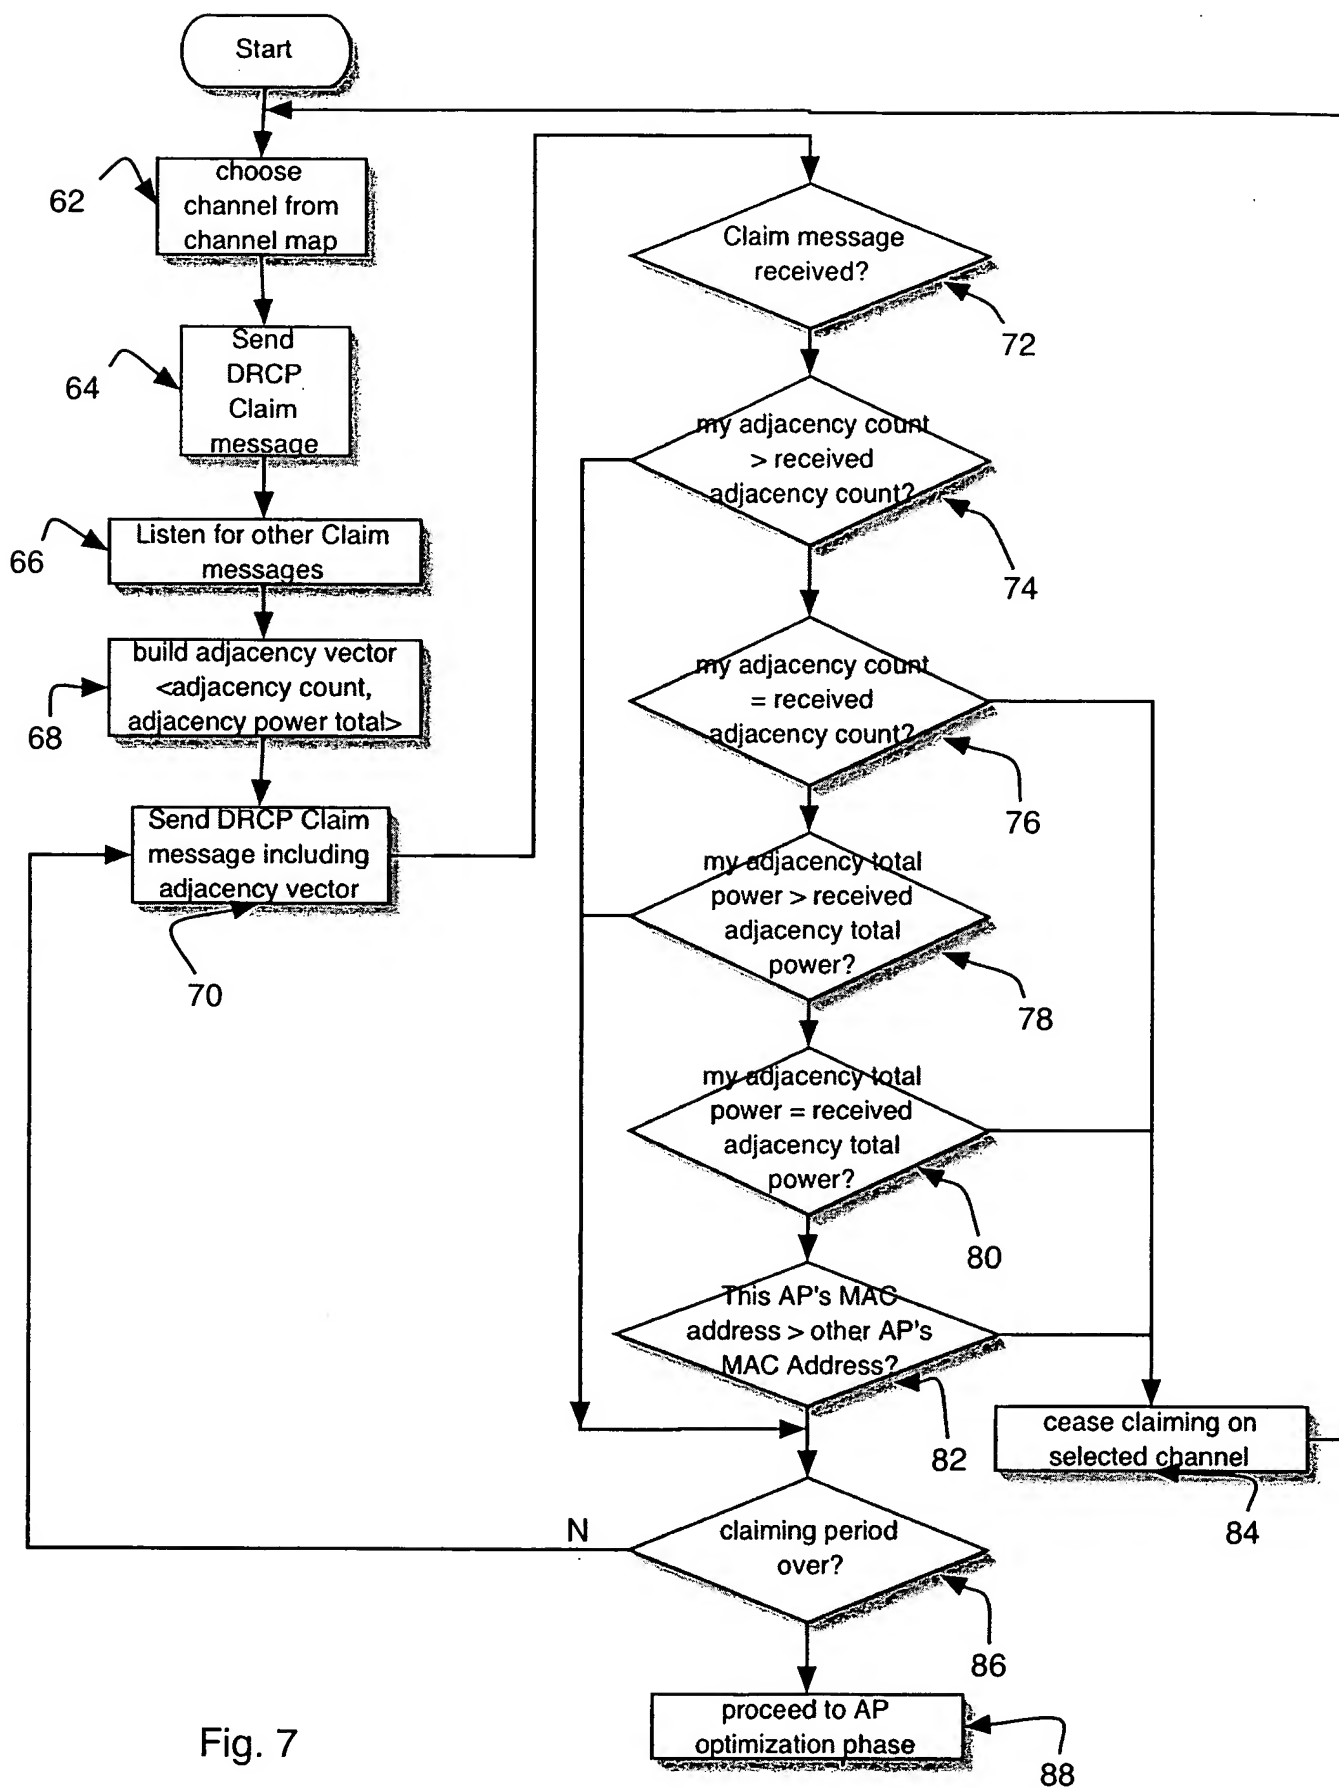 Start
choose
channel from
channel map
62
Send
DRCP
Claim
message
64
Listen for other Claim
messages
66
build adjacency vector
<adjacency count,
adjacency power total>
68
Send DRCP Claim
message including
adjacency vector
70
Claim message
received?
72
my adjacency count
> received
adjacency count?
74
my adjacency count
= received
adjacency count?
76
my adjacency total
power > received
adjacency total
power?
78
my adjacency total
power = received
adjacency total
power?
80
This AP's MAC
address > other AP's
MAC Address?
82
cease claiming on
selected channel
84
claiming period
over?
N
86
proceed to AP
optimization phase
88
Fig. 7